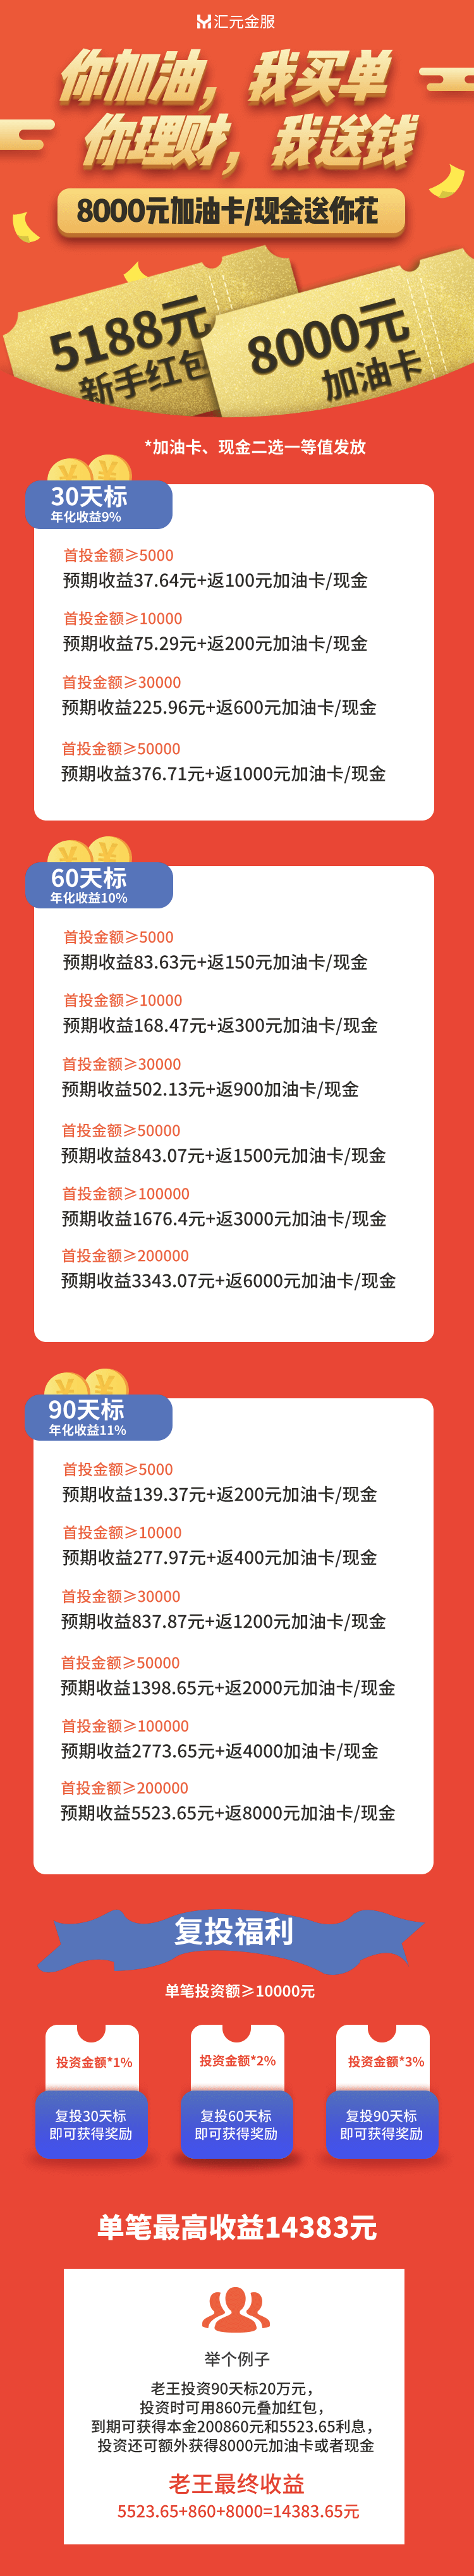 汇元金服
你加油，我买单
你理财，我送钱
8000元加油卡/现金送你花
5188元
新手红包
8000元
加油卡
*加油卡、现金二选一等值发放
30天标
年化收益9%
首投金额≥5000
预期收益37.64元+返100元加油卡/现金
首投金额≥10000
预期收益75.29元+返200元加油卡/现金
首投金额≥30000
预期收益225.96元+返600元加油卡/现金
首投金额≥50000
预期收益376.71元+返1000元加油卡/现金
60天标
年化收益10%
首投金额≥5000
预期收益83.63元+返150元加油卡/现金
首投金额≥10000
预期收益168.47元+返300元加油卡/现金
首投金额≥30000
预期收益502.13元+返900加油卡/现金
首投金额≥50000
预期收益843.07元+返1500元加油卡/现金
首投金额≥100000
预期收益1676.4元+返3000元加油卡/现金
首投金额≥200000
预期收益3343.07元+返6000元加油卡/现金
90天标
年化收益11%
首投金额≥5000
预期收益139.37元+返200元加油卡/现金
首投金额≥10000
预期收益277.97元+返400元加油卡/现金
首投金额≥30000
预期收益837.87元+返1200元加油卡/现金
首投金额≥50000
预期收益1398.65元+返2000元加油卡/现金
首投金额≥100000
预期收益2773.65元+返4000加油卡/现金
首投金额≥200000
预期收益5523.65元+返8000元加油卡/现金
复投福利
单笔投资额≥10000元
投资金额*1%
投资金额*2%
投资金额*3%
复投30天标
即可获得奖励
复投60天标
即可获得奖励
复投90天标
即可获得奖励
单笔最高收益14383元
举个例子
老王投资90天标20万元，
投资时可用860元叠加红包，
到期可获得本金200860元和5523.65利息，
投资还可额外获得8000元加油卡或者现金
老王最终收益
5523.65+860+8000=14383.65元